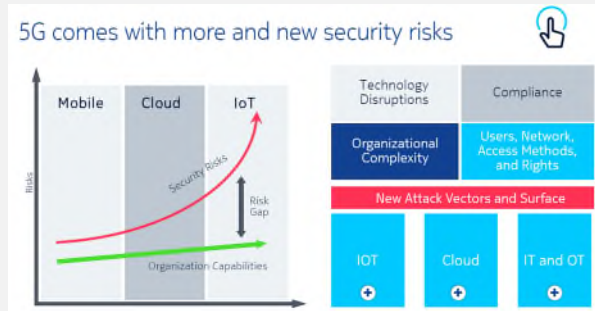 5G comes with more and new security risks
Mobile
Cloud
IoT
Risks
Security Risks
Risk
Gap
Organization Capabilities
Technology
Disruptions
Compliance
Organizational
Complexity
Users, Network,
Access Methods,
and Rights
New Attack Vectors and Surface
IOT
Cloud
IT and OT